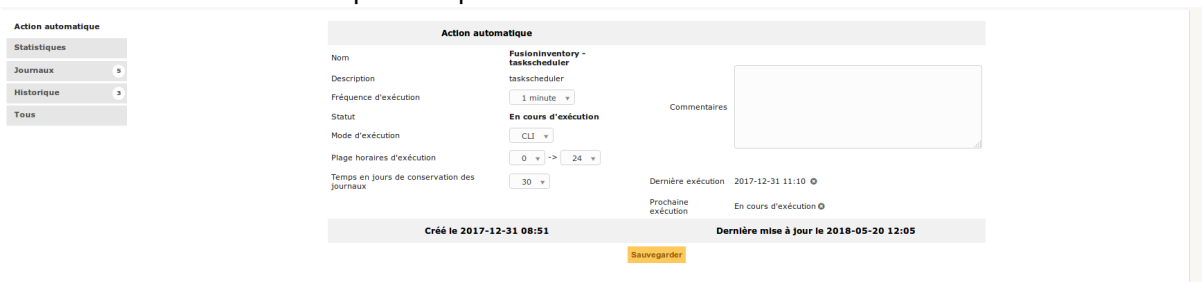 Action automatique
Statistiques
Journaux 5
Historique 3
Tous
Action automatique
Nom Fusioninventory -
taskscheduler
Description taskscheduler
Fréquence d'exécution 1 minute
Statut En cours d'exécution
Mode d'exécution CLI
Plage horaires d'exécution 0 -> 24
Temps en jours de conservation des
journaux 30
Commentaires
Dernière exécution 2017-12-31 11:10
Prochaine
exécution En cours d'exécution
Créé le 2017-12-31 08:51 Dernière mise à jour le 2018-05-20 12:05
Sauvegarder